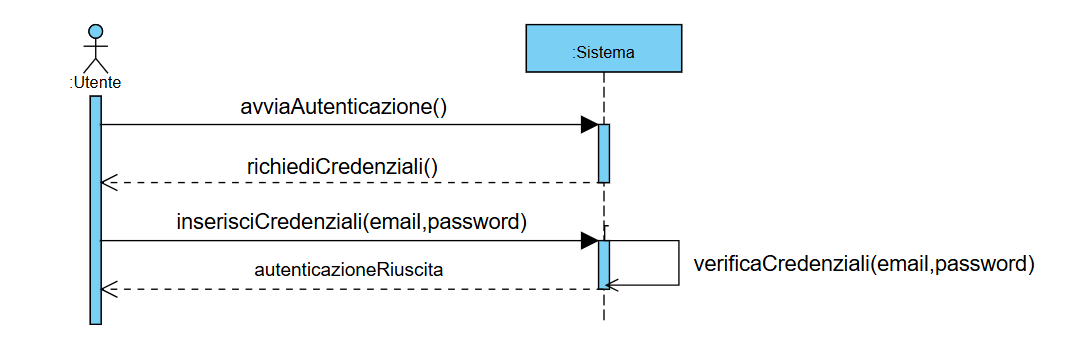 :Sistema
:Utente
avviaAutenticazione()
richiediCredenziali()
inserisciCredenziali(email,password)
verificaCredenziali(email,password)
autenticazioneRiuscita